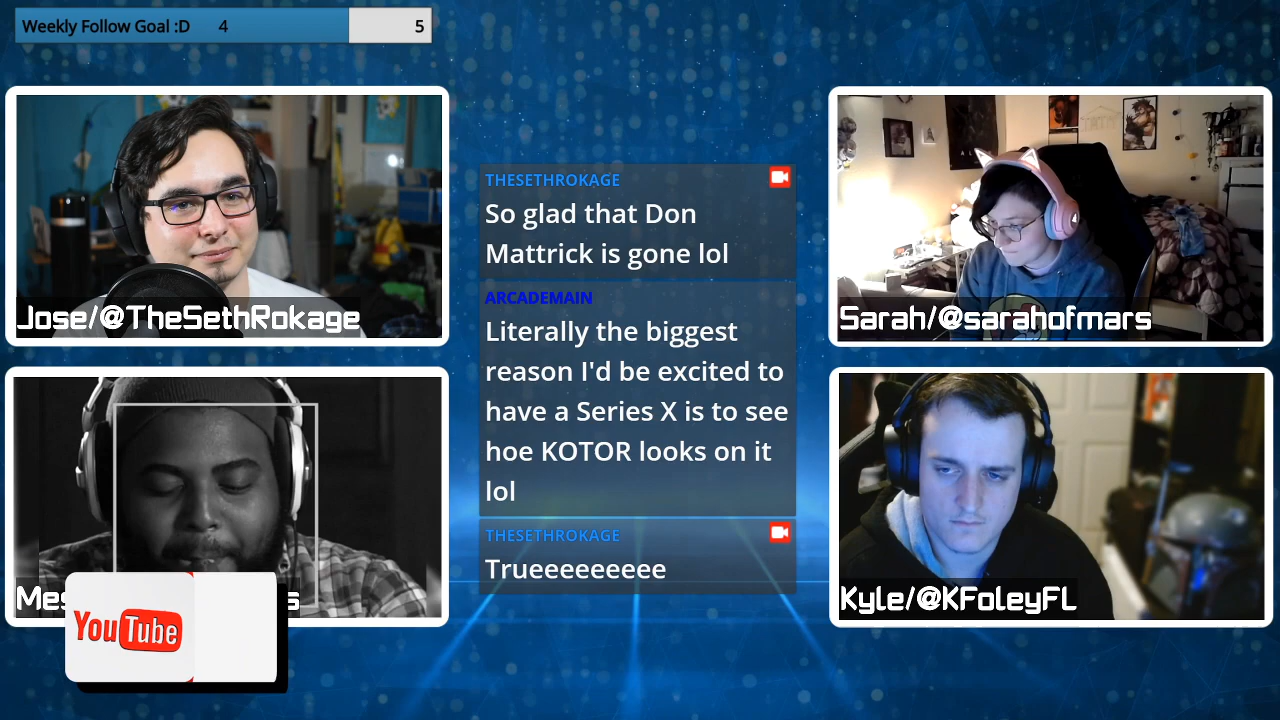 Weekly Follow Goal :D 4 5
THESETHROKAGE
So glad that Don
Mattrick is gone lol
ARCADEMAIN
Literally the biggest
reason I'd be excited to
have a Series X is to see
hoe KOTOR looks on it
lol
THESETHROKAGE
Trueeeeeeeee
Jose/@TheSethRokage
Sarah/@sarahofmars
Kyle/@KFoleyFL
YouTube